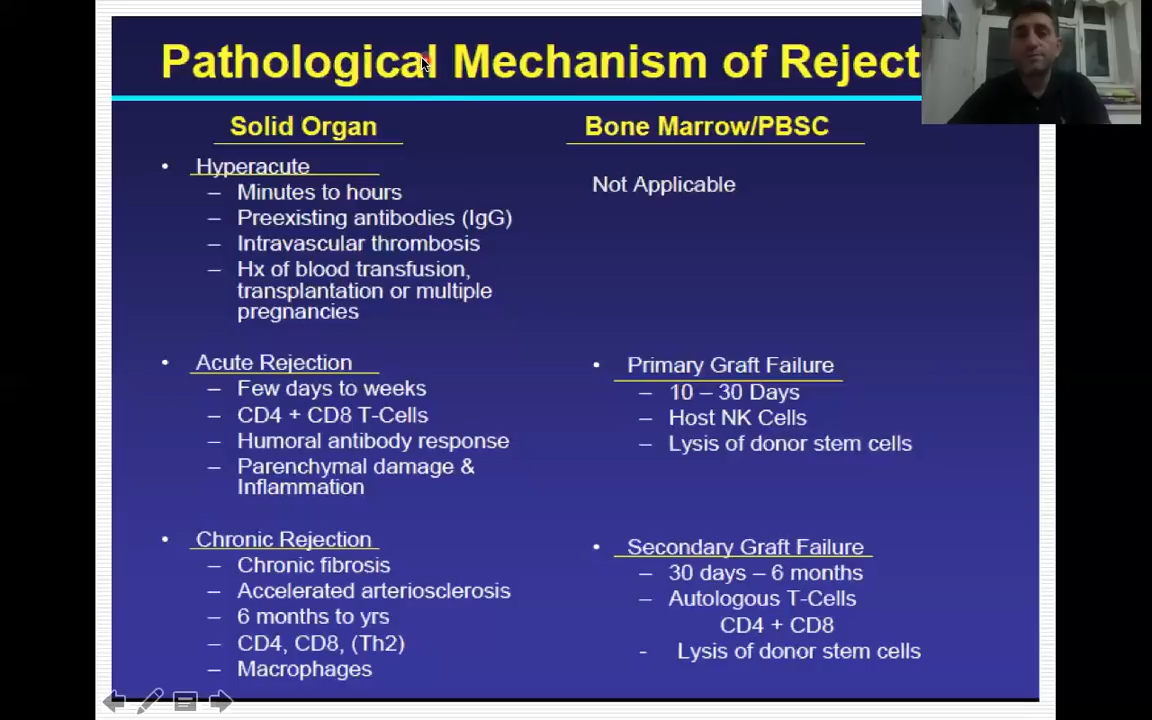 Pathological Mechanism of Reject
Solid Organ
• Hyperacute
– Minutes to hours
– Preexisting antibodies (IgG)
– Intravascular thrombosis
– Hx of blood transfusion,
transplantation or multiple
pregnancies
• Acute Rejection
– Few days to weeks
– CD4 + CD8 T-Cells
– Humoral antibody response
– Parenchymal damage &
Inflammation
• Chronic Rejection
– Chronic fibrosis
– Accelerated arteriosclerosis
– 6 months to yrs
– CD4, CD8, (Th2)
– Macrophages
Bone Marrow/PBSC
Not Applicable
• Primary Graft Failure
– 10 – 30 Days
– Host NK Cells
– Lysis of donor stem cells
• Secondary Graft Failure
– 30 days – 6 months
– Autologous T-Cells
CD4 + CD8
- Lysis of donor stem cells